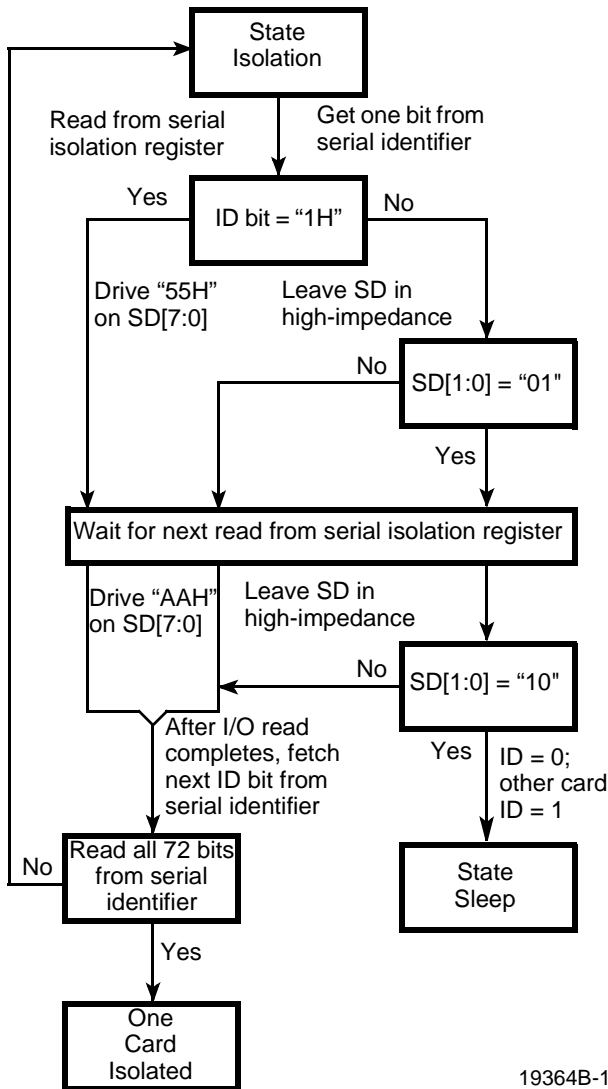 State
Isolation
Read from serial
isolation register
Get one bit from
serial identifier
Yes
ID bit = “1H”
No
Drive “55H”
on SD[7:0]
Leave SD in
high-impedance
No
SD[1:0] = “01"
Yes
Wait for next read from serial isolation register
Drive “AAH”
on SD[7:0]
Leave SD in
high-impedance
No
SD[1:0] = “10"
After I/O read
completes, fetch
next ID bit from
serial identifier
Yes
ID = 0;
other card
ID = 1
No
Read all 72 bits
from serial
identifier
State
Sleep
Yes
One
Card
Isolated
19364B-1